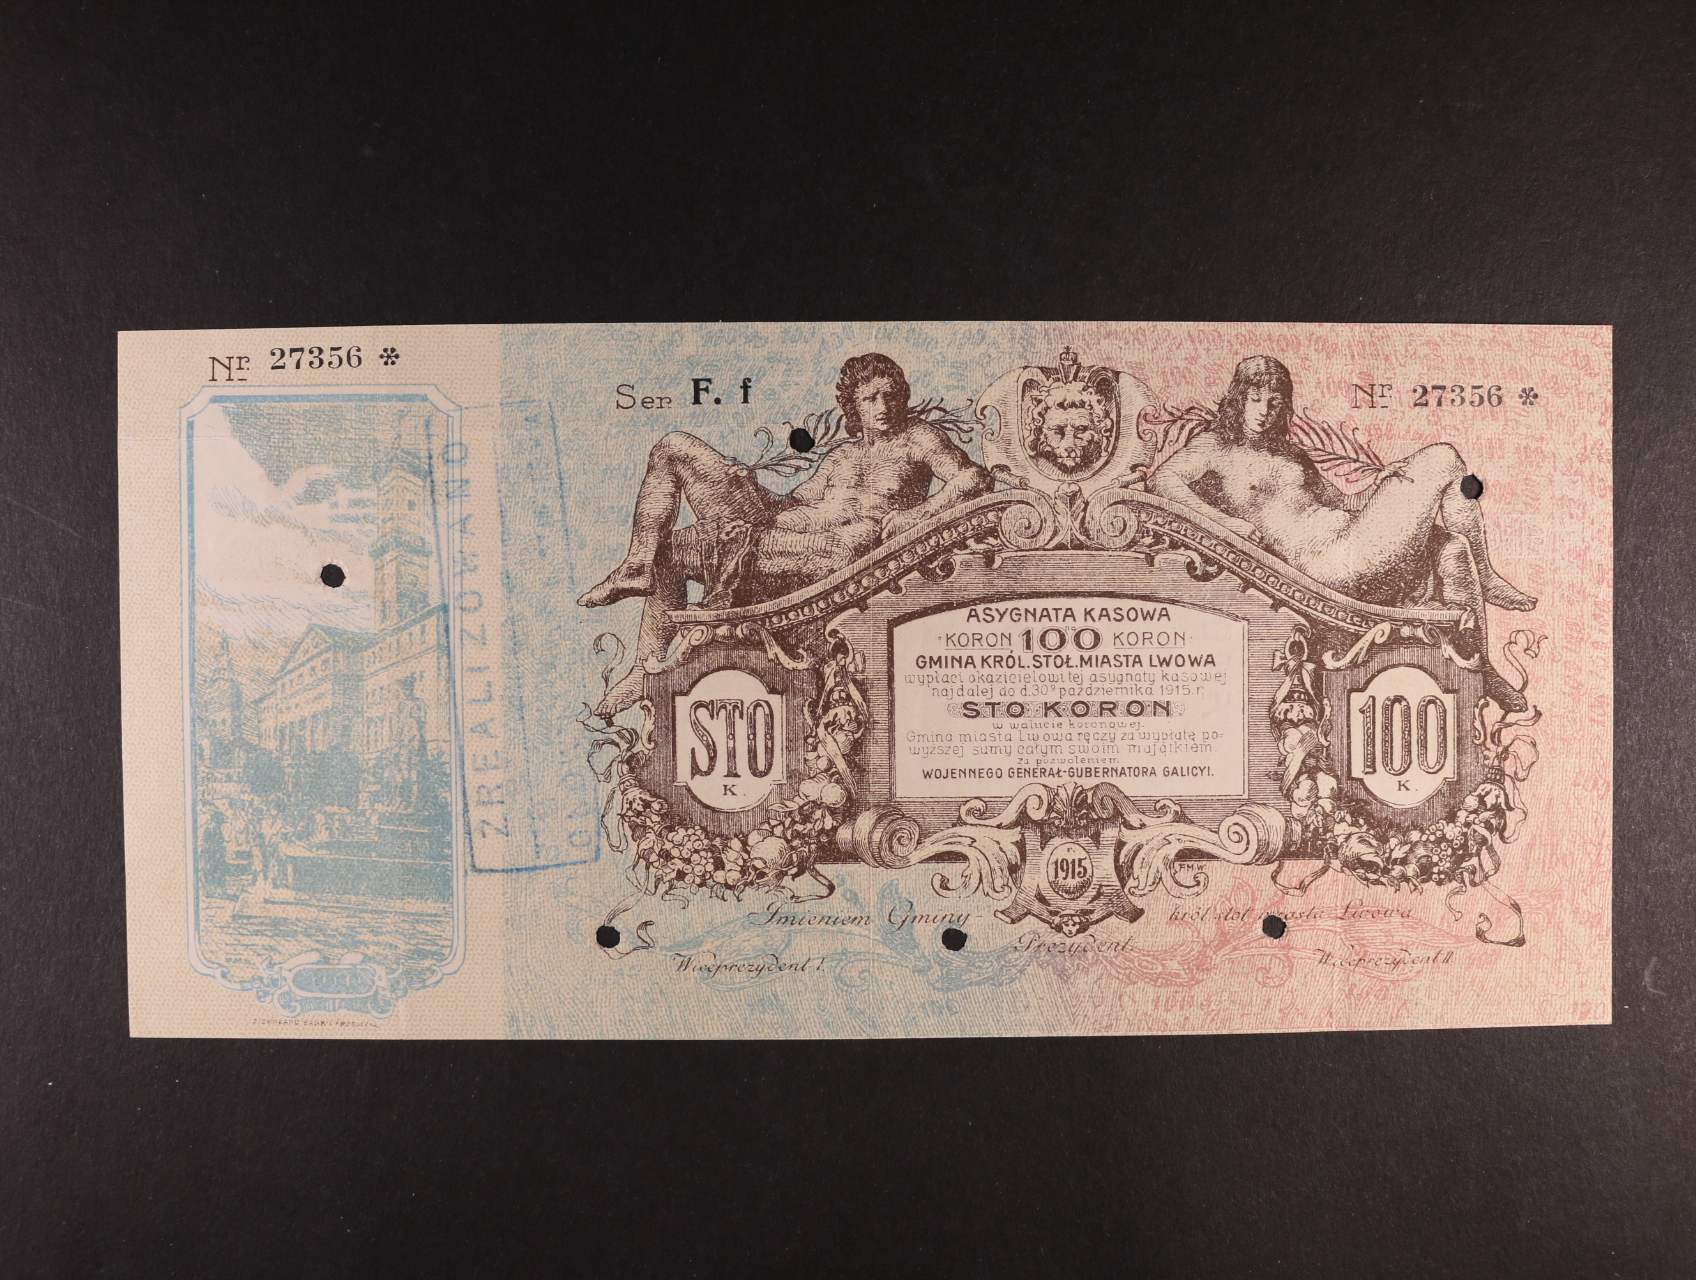 Nr. 27356 *
ZREALIZOWANO
Ser. F. f
Nr. 27356 *
ASYGNATA KASOWA
KORON 100 KORON
GMINA KRÓL. STOŁ. MIASTA LWOWA
wypłaci okazicielowi tej asygnaty kasowej
najdalej do d. 30º października 1915 r.
STO KORON
w walucie koronowej.
Gmina miasta Lwowa ręczy za wypłatę po-
wyższej sumy całym swoim majątkiem.
za pozwoleniem
WOJENNEGO GENERAŁ-GUBERNATORA GALICYI.
STO
K.
100
K.
1915
F.M.W.
Imieniem Gminy
król. stoł. miasta Lwowa
Prezydent
Wiceprezydent I.
Wiceprezydent II.